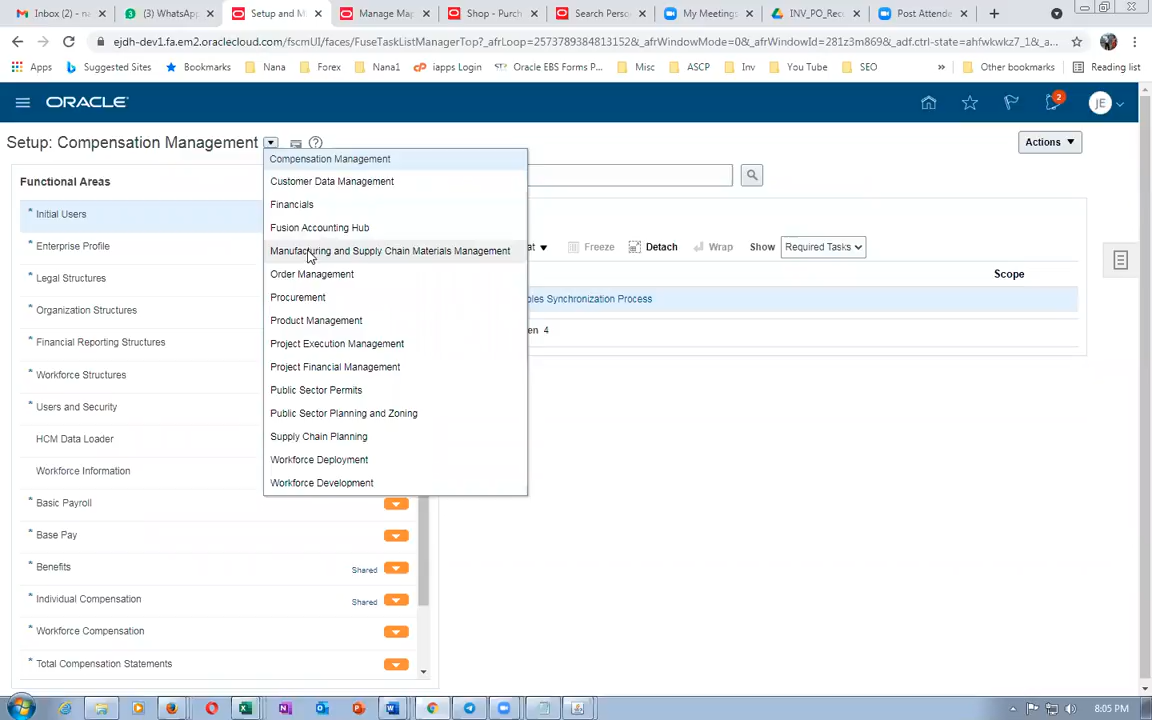 Inbox (2) - n
(3) WhatsApp
Setup and M
Manage Map
Shop - Purch
Search Perso
My Meetings
INV_PO_Rec
Post Attende
ejdh-dev1.fa.em2.oraclecloud.com/fscmUI/faces/FuseTaskListManagerTop?_afrLoop=2573789384813152&_afrWindowMode=0&_afrWindowId=281z3m869&_adf.ctrl-state=ahfwkwkz7_1&_a...
Apps
Suggested Sites
Bookmarks
Nana
Forex
Nana1
iapps Login
Oracle EBS Forms P...
Misc
ASCP
Inv
You Tube
SEO
»
Other bookmarks
Reading list
ORACLE
2
JE
Setup: Compensation Management
Actions
Functional Areas
* Initial Users
* Enterprise Profile
* Legal Structures
* Organization Structures
* Financial Reporting Structures
* Workforce Structures
* Users and Security
HCM Data Loader
Workforce Information
* Basic Payroll
* Base Pay
* Benefits Shared
* Individual Compensation Shared
* Workforce Compensation
* Total Compensation Statements
Compensation Management
Customer Data Management
Financials
Fusion Accounting Hub
Manufacturing and Supply Chain Materials Management
Order Management
Procurement
Product Management
Project Execution Management
Project Financial Management
Public Sector Permits
Public Sector Planning and Zoning
Supply Chain Planning
Workforce Deployment
Workforce Development
at
Freeze
Detach
Wrap
Show
Required Tasks
Scope
bles Synchronization Process
en 4
8:05 PM